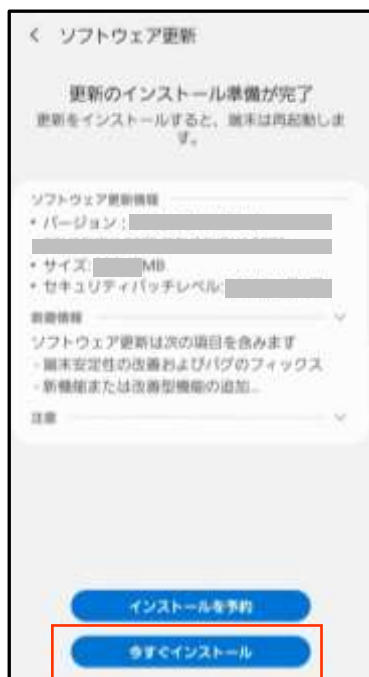 < ソフトウェア更新
更新のインストール準備が完了
更新をインストールすると、端末は再起動しま
す。
ソフトウェア更新情報
• バージョン :
• サイズ: MB
• セキュリティパッチレベル:
新着情報
ソフトウェア更新は次の項目を含みます
- 端末安定性の改善およびバグのフィックス
- 新機能または改善型機能の追加...
注意
インストールを予約
今すぐインストール